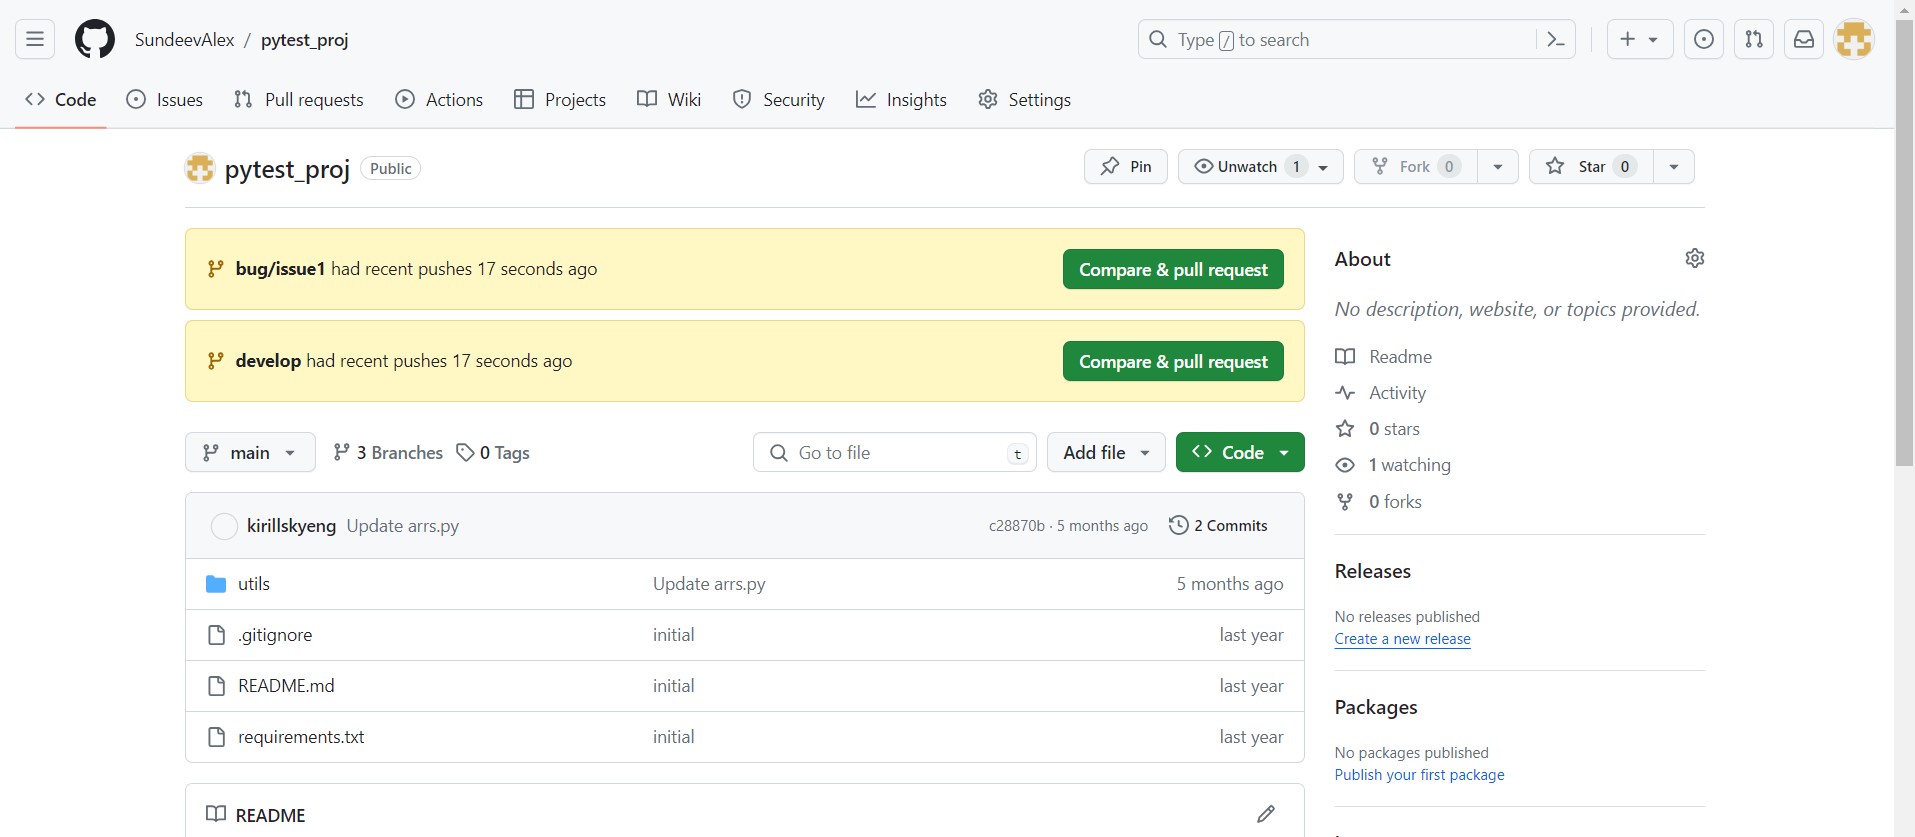 SundeevAlex / pytest_proj
Type / to search
Code Issues Pull requests Actions Projects Wiki Security Insights Settings
pytest_proj Public
Pin Unwatch 1 Fork 0 Star 0
bug/issue1 had recent pushes 17 seconds ago
Compare & pull request
develop had recent pushes 17 seconds ago
Compare & pull request
main 3 Branches 0 Tags Go to file t Add file Code
kirillskyeng Update arrs.py c28870b · 5 months ago 2 Commits
utils Update arrs.py 5 months ago
.gitignore initial last year
README.md initial last year
requirements.txt initial last year
README
About
No description, website, or topics provided.
Readme
Activity
0 stars
1 watching
0 forks
Releases
No releases published
Create a new release
Packages
No packages published
Publish your first package